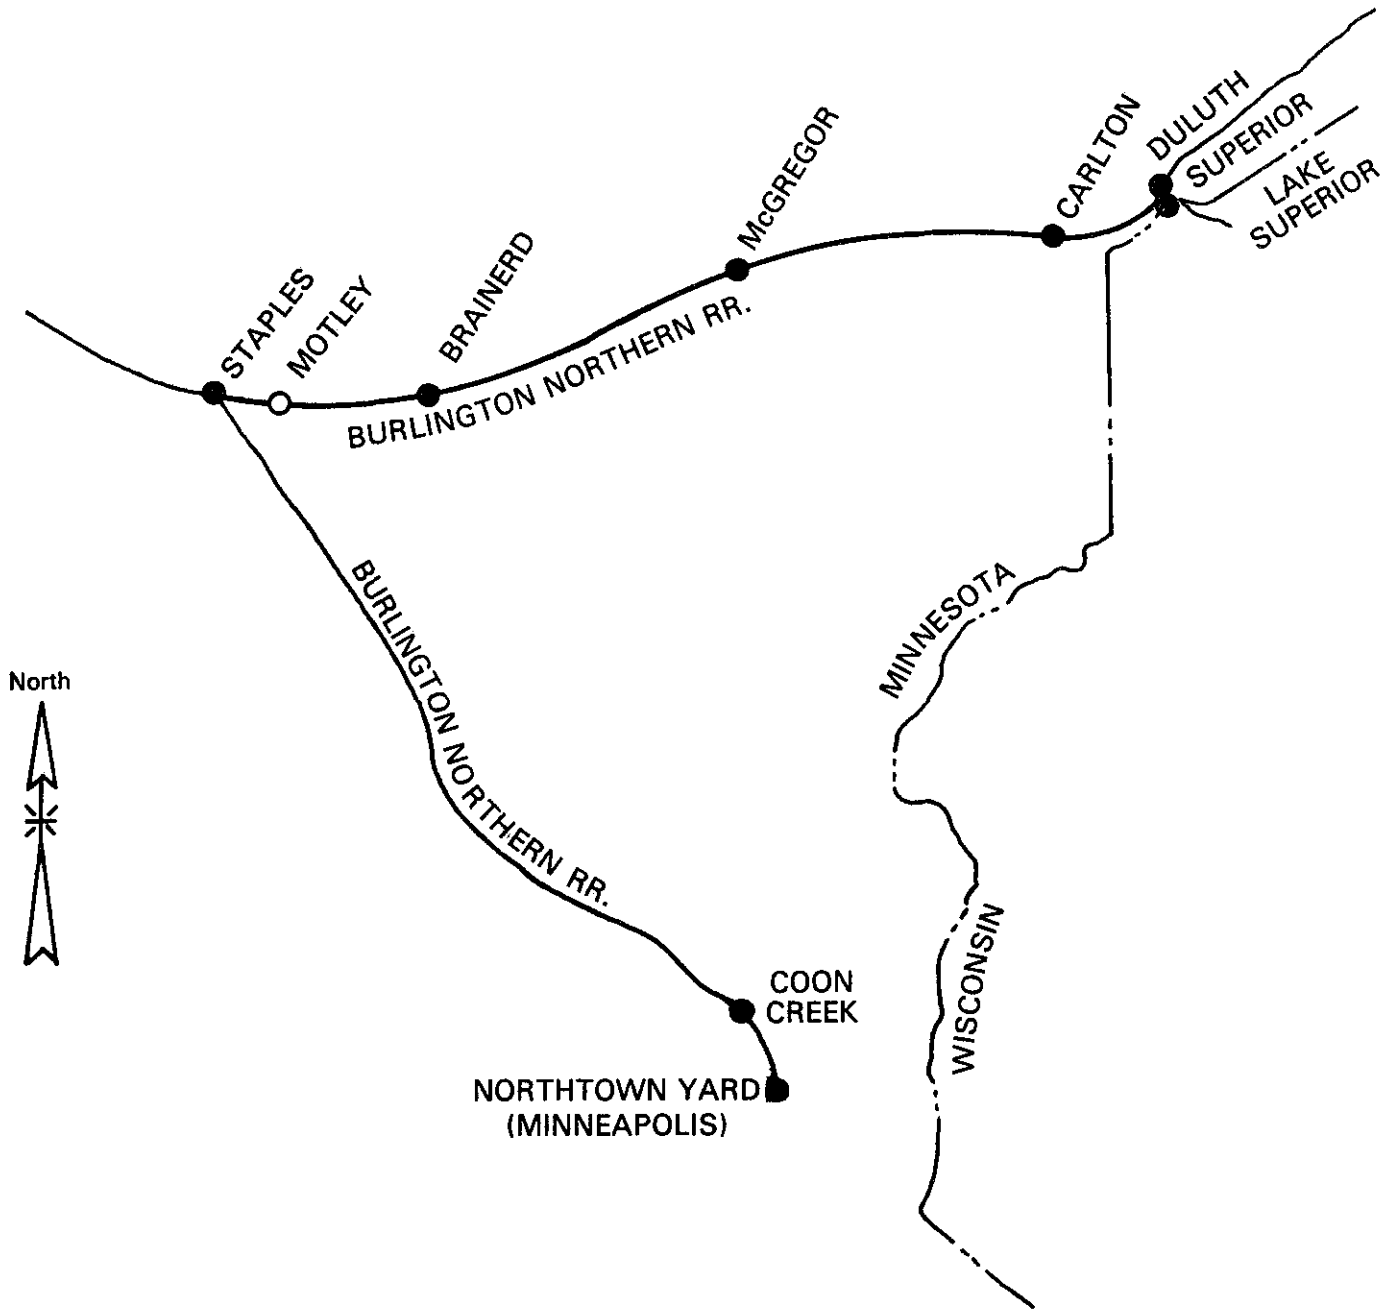 DULUTH
SUPERIOR
LAKE
SUPERIOR
CARLTON
McGREGOR
BRAINERD
MOTLEY
STAPLES
BURLINGTON NORTHERN RR.
BURLINGTON NORTHERN RR.
MINNESOTA
North
WISCONSIN
COON
CREEK
NORTHTOWN YARD
(MINNEAPOLIS)